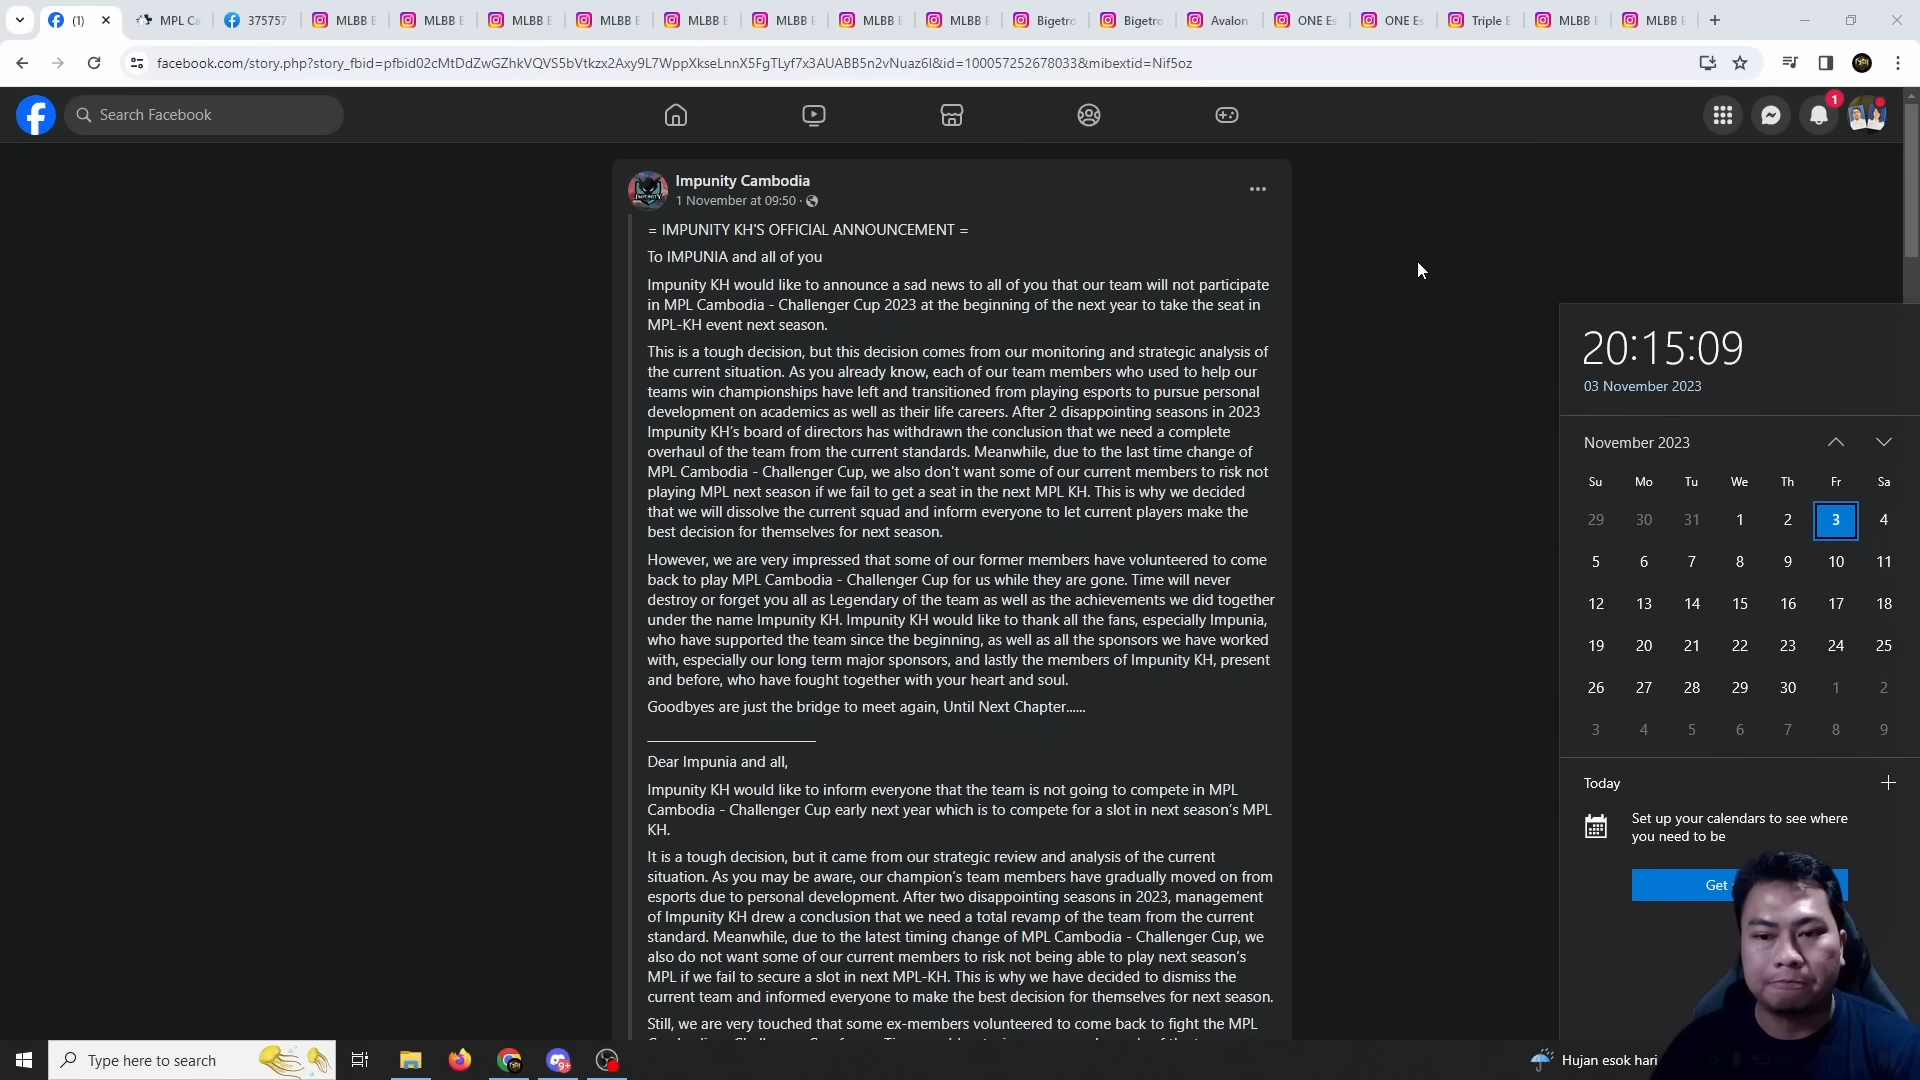 (1)
MPL Ca
375757
MLBB E
MLBB E
MLBB E
MLBB E
MLBB E
MLBB E
MLBB E
MLBB E
Bigetro
Bigetro
Avalon
ONE Es
ONE Es
Triple E
MLBB E
MLBB E
facebook.com/story.php?story_fbid=pfbid02cMtDdZwGZhkVQVS5bVtkzx2Axy9L7WppXkseLnnX5FgTLyf7x3AUABB5n2vNuaz6l&id=100057252678033&mibextid=Nif5oz
Search Facebook
1
Impunity Cambodia
1 November at 09:50 ·
= IMPUNITY KH'S OFFICIAL ANNOUNCEMENT =
To IMPUNIA and all of you
Impunity KH would like to announce a sad news to all of you that our team will not participate
in MPL Cambodia - Challenger Cup 2023 at the beginning of the next year to take the seat in
MPL-KH event next season.
This is a tough decision, but this decision comes from our monitoring and strategic analysis of
the current situation. As you already know, each of our team members who used to help our
teams win championships have left and transitioned from playing esports to pursue personal
development on academics as well as their life careers. After 2 disappointing seasons in 2023
Impunity KH’s board of directors has withdrawn the conclusion that we need a complete
overhaul of the team from the current standards. Meanwhile, due to the last time change of
MPL Cambodia - Challenger Cup, we also don't want some of our current members to risk not
playing MPL next season if we fail to get a seat in the next MPL KH. This is why we decided
that we will dissolve the current squad and inform everyone to let current players make the
best decision for themselves for next season.
However, we are very impressed that some of our former members have volunteered to come
back to play MPL Cambodia - Challenger Cup for us while they are gone. Time will never
destroy or forget you all as Legendary of the team as well as the achievements we did together
under the name Impunity KH. Impunity KH would like to thank all the fans, especially Impunia,
who have supported the team since the beginning, as well as all the sponsors we have worked
with, especially our long term major sponsors, and lastly the members of Impunity KH, present
and before, who have fought together with your heart and soul.
Goodbyes are just the bridge to meet again, Until Next Chapter......
Dear Impunia and all,
Impunity KH would like to inform everyone that the team is not going to compete in MPL
Cambodia - Challenger Cup early next year which is to compete for a slot in next season’s MPL
KH.
It is a tough decision, but it came from our strategic review and analysis of the current
situation. As you may be aware, our champion’s team members have gradually moved on from
esports due to personal development. After two disappointing seasons in 2023, management
of Impunity KH drew a conclusion that we need a total revamp of the team from the current
standard. Meanwhile, due to the latest timing change of MPL Cambodia - Challenger Cup, we
also do not want some of our current members to risk not being able to play next season’s
MPL if we fail to secure a slot in next MPL-KH. This is why we have decided to dismiss the
current team and informed everyone to make the best decision for themselves for next season.
Still, we are very touched that some ex-members volunteered to come back to fight the MPL
20:15:09
03 November 2023
November 2023
Su Mo Tu We Th Fr Sa
29 30 31 1 2 3 4
5 6 7 8 9 10 11
12 13 14 15 16 17 18
19 20 21 22 23 24 25
26 27 28 29 30 1 2
3 4 5 6 7 8 9
Today
Set up your calendars to see where
you need to be
Get
Type here to search
9+
Hujan esok hari